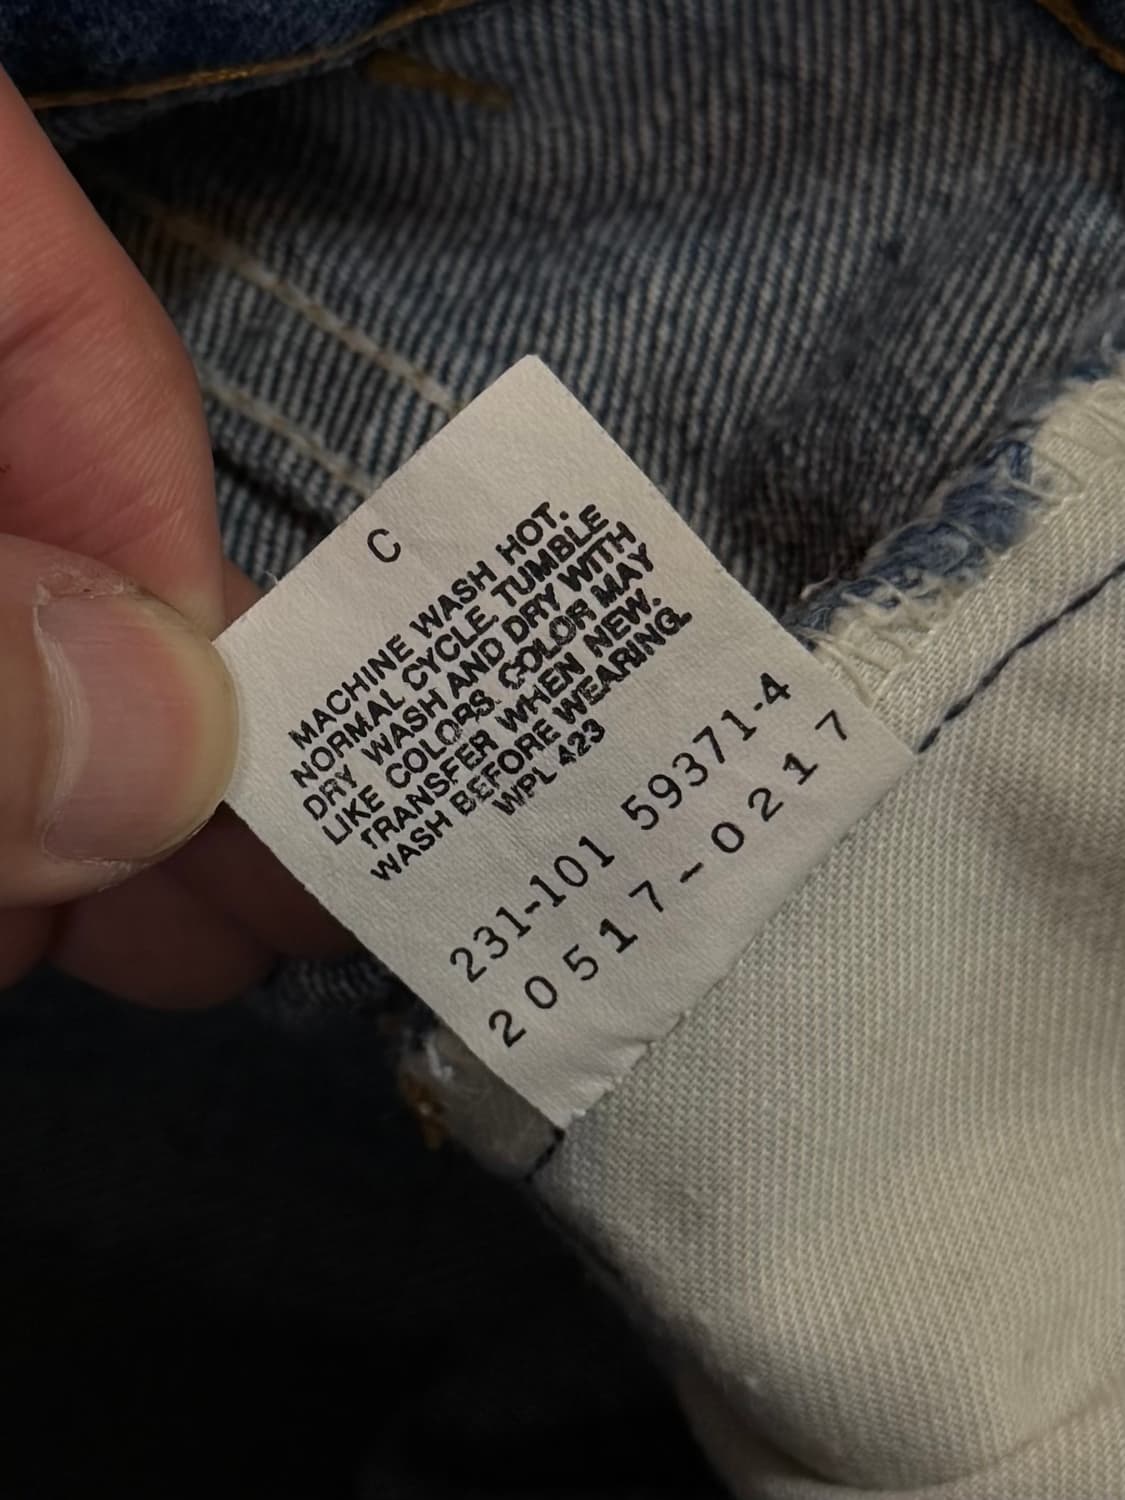 C
MACHINE WASH HOT.
NORMAL CYCLE, TUMBLE
DRY. WASH AND DRY WITH
LIKE COLORS. COLOR MAY
TRANSFER WHEN NEW.
WASH BEFORE WEARING.
WPL 423
231-101 59371-4
20517-0217